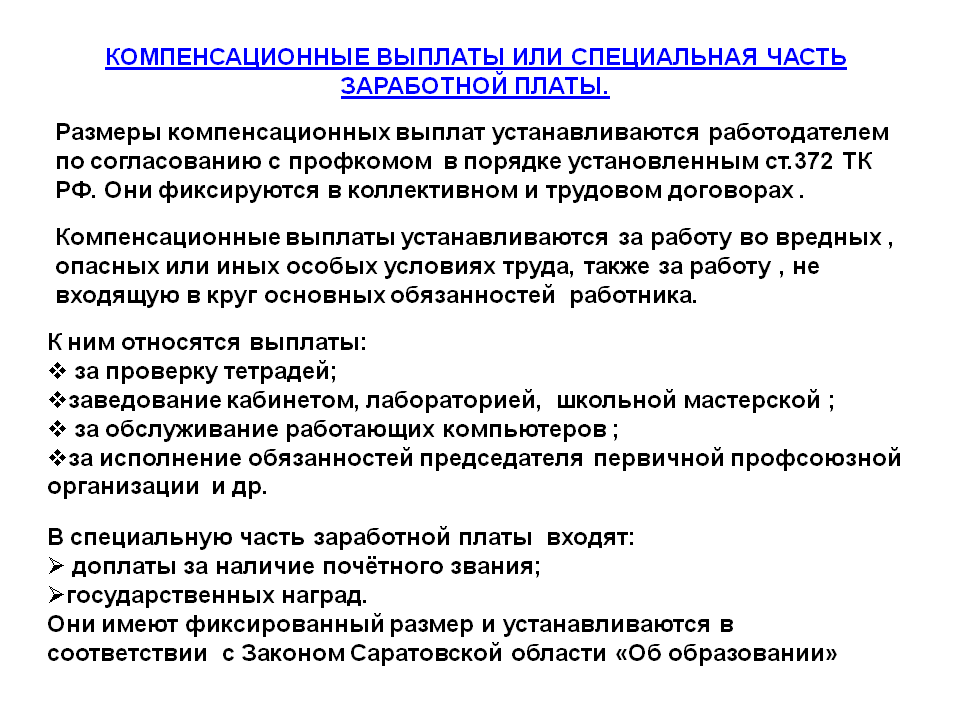 КОМПЕНСАЦИОННЫЕ ВЫПЛАТЫ ИЛИ СПЕЦИАЛЬНАЯ ЧАСТЬ
ЗАРАБОТНОЙ ПЛАТЫ.
Размеры компенсационных выплат устанавливаются работодателем
по согласованию с профкомом в порядке установленным ст.372 ТК
РФ. Они фиксируются в коллективном и трудовом договорах .
Компенсационные выплаты устанавливаются за работу во вредных ,
опасных или иных особых условиях труда, также за работу , не
входящую в круг основных обязанностей работника.
К ним относятся выплаты:
❖ за проверку тетрадей;
❖заведование кабинетом, лабораторией, школьной мастерской ;
❖ за обслуживание работающих компьютеров ;
❖за исполнение обязанностей председателя первичной профсоюзной
организации и др.
В специальную часть заработной платы входят:
➢ доплаты за наличие почётного звания;
➢государственных наград.
Они имеют фиксированный размер и устанавливаются в
соответствии с Законом Саратовской области «Об образовании»